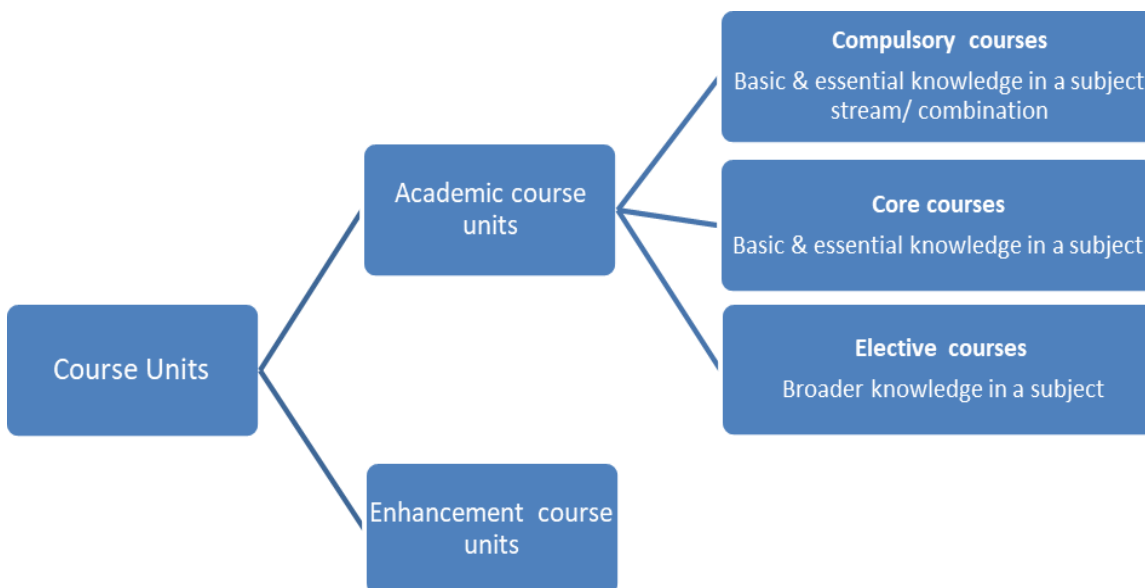 Compulsory courses
Basic & essential knowledge in a subject
stream/ combination
Academic course
units
Core courses
Basic & essential knowledge in a subject
Course Units
Elective courses
Broader knowledge in a subject
Enhancement course
units